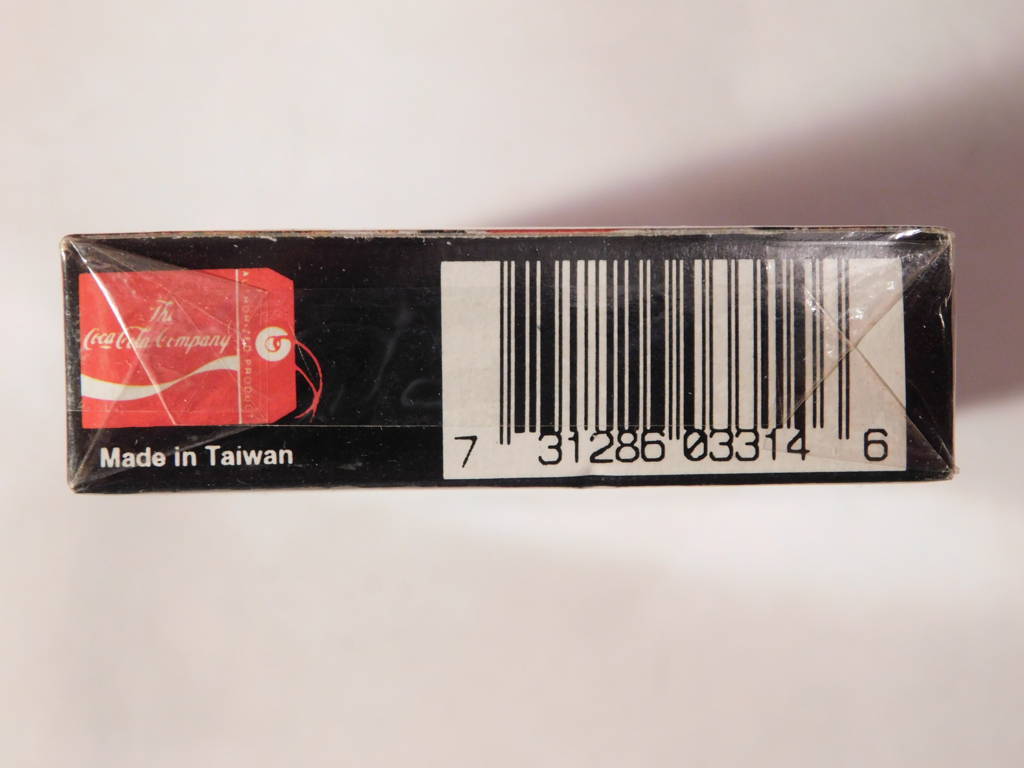 7 31286 03314 6
AUTHORIZED PRODUCT
The
Coca-Cola Company
Made in Taiwan